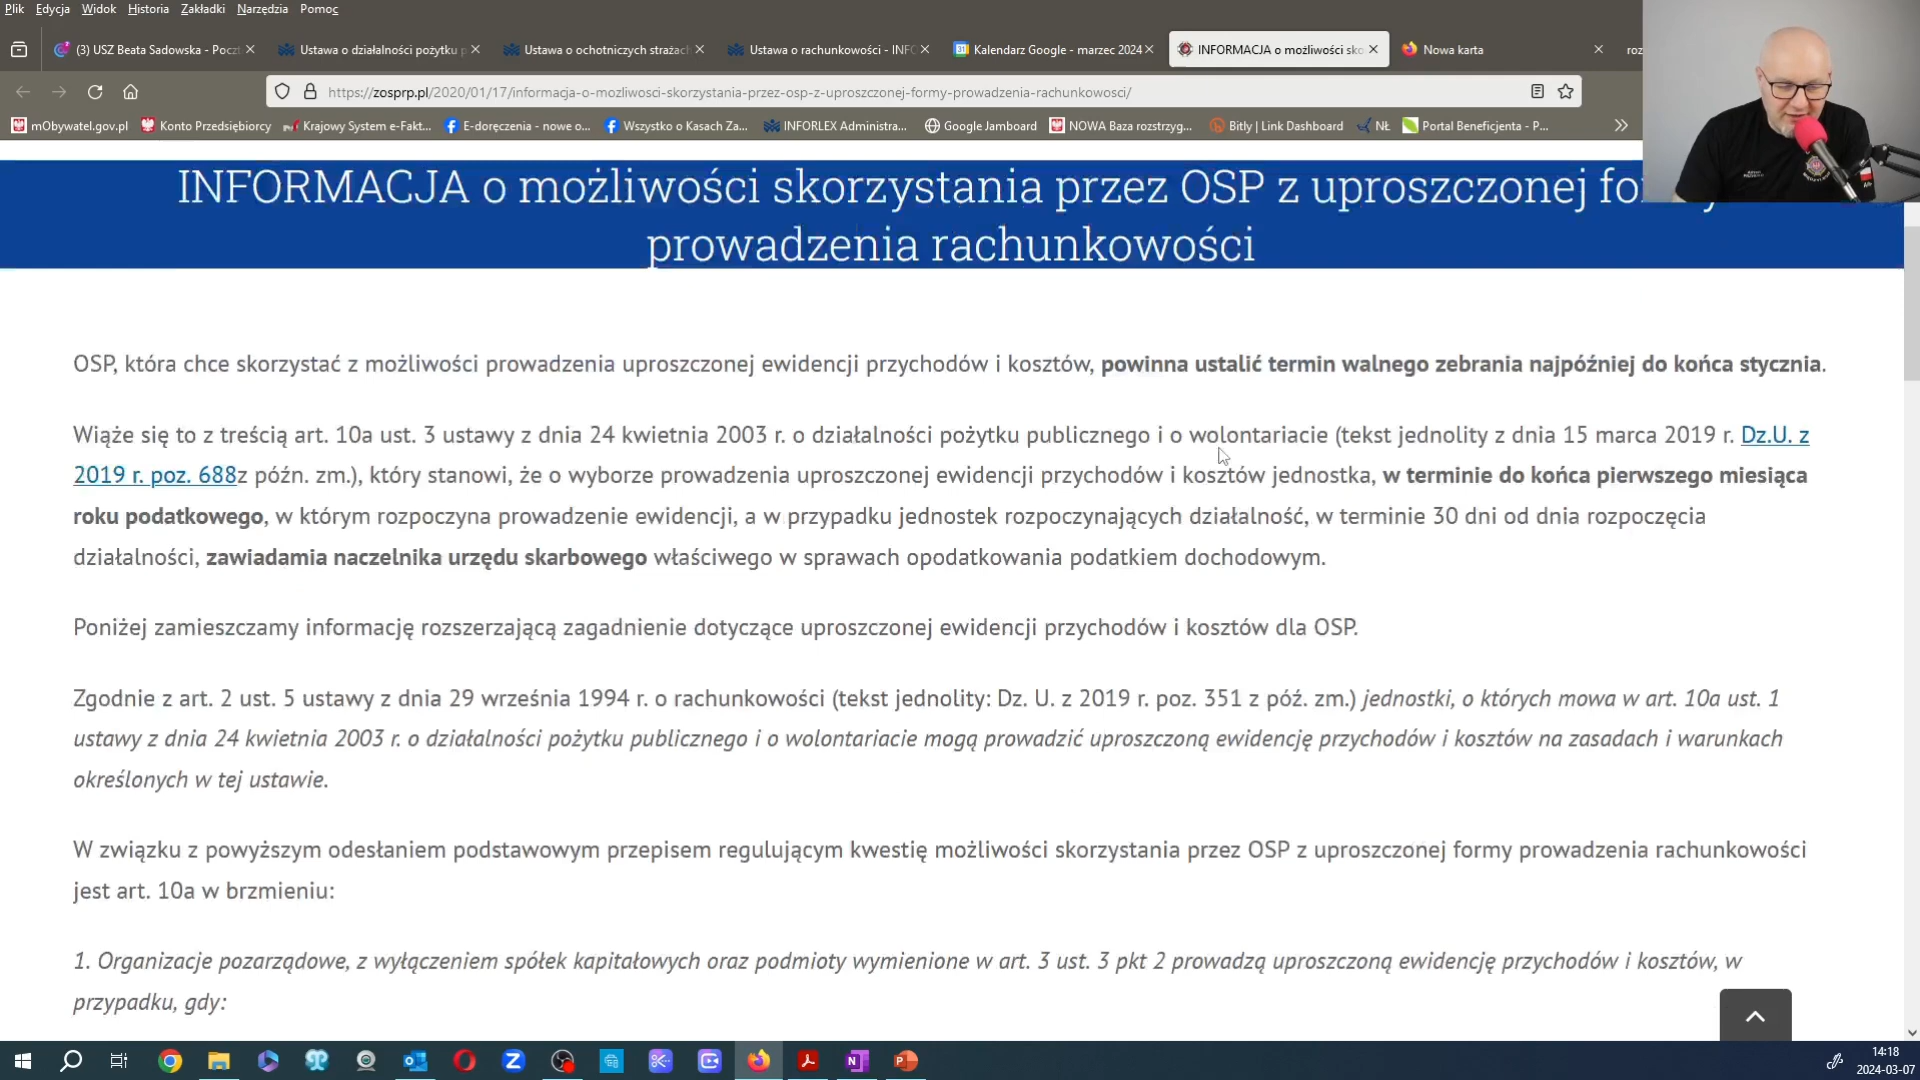 Plik Edycja Widok Historia Zakładki Narzędzia Pomoc
(3) USZ Beata Sadowska - Poczt Ustawa o działalności pożytku p Ustawa o ochotniczych strażach Ustawa o rachunkowości - INFO Kalendarz Google - marzec 2024 INFORMACJA o możliwości sko Nowa karta roz
https://zosprp.pl/2020/01/17/informacja-o-mozliwosci-skorzystania-przez-osp-z-uproszczonej-formy-prowadzenia-rachunkowosci/
mObywatel.gov.pl Konto Przedsiębiorcy Krajowy System e-Fakt... E-doręczenia - nowe o... Wszystko o Kasach Za... INFORLEX Administra... Google Jamboard NOWA Baza rozstrzyg... Bitly | Link Dashboard NŁ Portal Beneficjenta - P...
INFORMACJA o możliwości skorzystania przez OSP z uproszczonej formy
prowadzenia rachunkowości
OSP, która chce skorzystać z możliwości prowadzenia uproszczonej ewidencji przychodów i kosztów, powinna ustalić termin walnego zebrania najpóźniej do końca stycznia.
Wiąże się to z treścią art. 10a ust. 3 ustawy z dnia 24 kwietnia 2003 r. o działalności pożytku publicznego i o wolontariacie (tekst jednolity z dnia 15 marca 2019 r. Dz.U. z
2019 r. poz. 688z późn. zm.), który stanowi, że o wyborze prowadzenia uproszczonej ewidencji przychodów i kosztów jednostka, w terminie do końca pierwszego miesiąca
roku podatkowego, w którym rozpoczyna prowadzenie ewidencji, a w przypadku jednostek rozpoczynających działalność, w terminie 30 dni od dnia rozpoczęcia
działalności, zawiadamia naczelnika urzędu skarbowego właściwego w sprawach opodatkowania podatkiem dochodowym.
Poniżej zamieszczamy informację rozszerzającą zagadnienie dotyczące uproszczonej ewidencji przychodów i kosztów dla OSP.
Zgodnie z art. 2 ust. 5 ustawy z dnia 29 września 1994 r. o rachunkowości (tekst jednolity: Dz. U. z 2019 r. poz. 351 z póź. zm.) jednostki, o których mowa w art. 10a ust. 1
ustawy z dnia 24 kwietnia 2003 r. o działalności pożytku publicznego i o wolontariacie mogą prowadzić uproszczoną ewidencję przychodów i kosztów na zasadach i warunkach
określonych w tej ustawie.
W związku z powyższym odesłaniem podstawowym przepisem regulującym kwestię możliwości skorzystania przez OSP z uproszczonej formy prowadzenia rachunkowości
jest art. 10a w brzmieniu:
1. Organizacje pozarządowe, z wyłączeniem spółek kapitałowych oraz podmioty wymienione w art. 3 ust. 3 pkt 2 prowadzą uproszczoną ewidencję przychodów i kosztów, w
przypadku, gdy:
14:18
2024-03-07